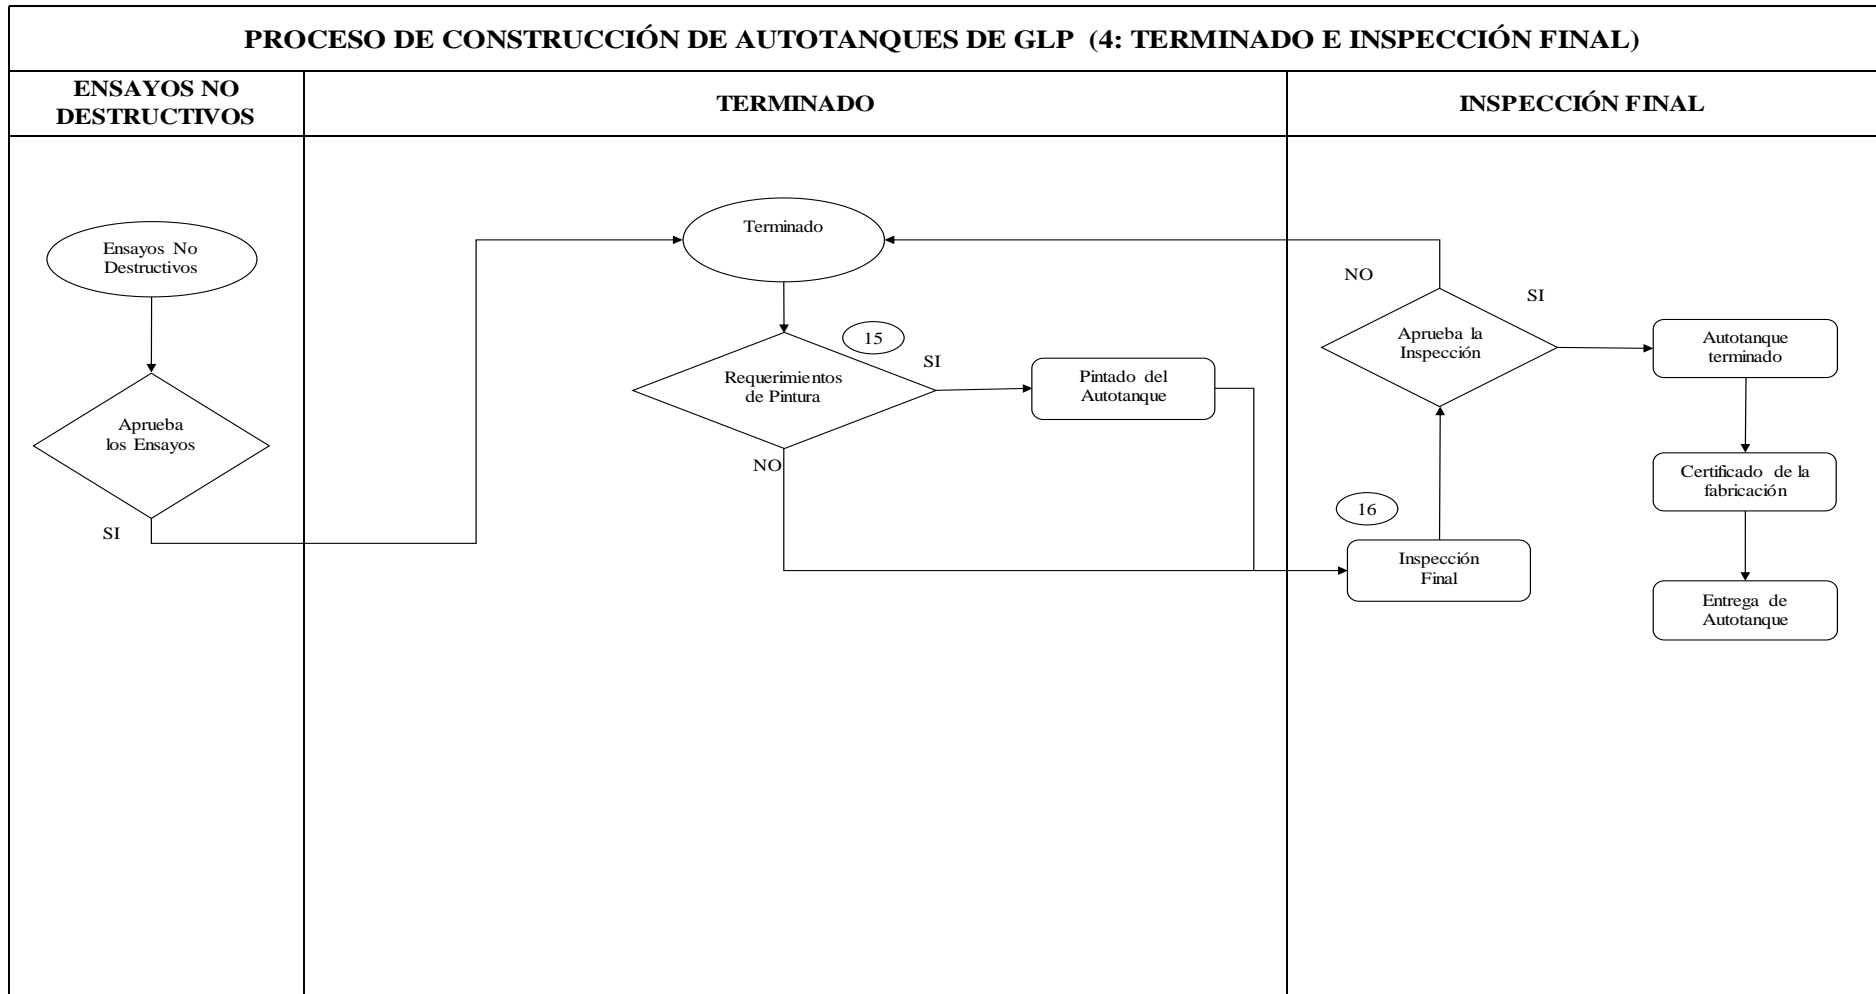 PROCESO DE CONSTRUCCIÓN DE AUTOTANQUES DE GLP (4: TERMINADO E INSPECCIÓN FINAL)
ENSAYOS NO
DESTRUCTIVOS
TERMINADO
INSPECCIÓN FINAL
Ensayos No
Destructivos
Aprueba
los Ensayos
SI
Terminado
15
Requerimientos
de Pintura
SI
NO
Pintado del
Autotanque
16
Inspección
Final
NO
Aprueba la
Inspección
SI
Autotanque
terminado
Certificado de la
fabricación
Entrega de
Autotanque